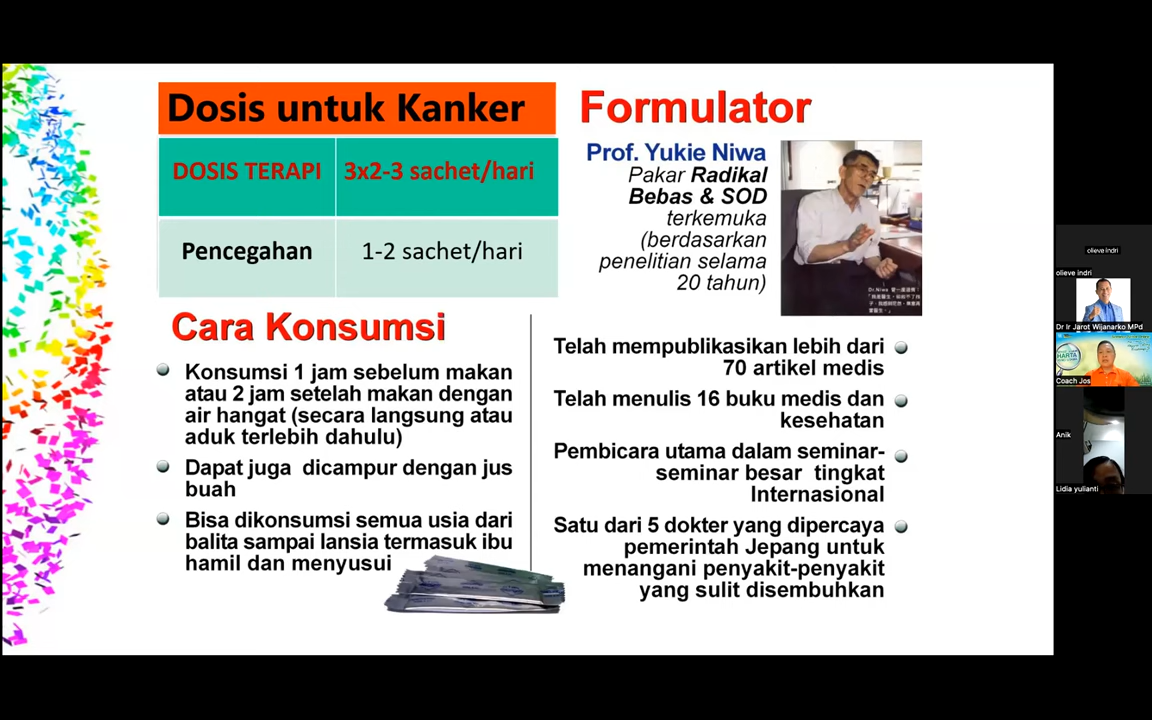 Dosis untuk Kanker
DOSIS TERAPI
3x2-3 sachet/hari
Pencegahan
1-2 sachet/hari
Cara Konsumsi
Konsumsi 1 jam sebelum makan
atau 2 jam setelah makan dengan
air hangat (secara langsung atau
aduk terlebih dahulu)
Dapat juga dicampur dengan jus
buah
Bisa dikonsumsi semua usia dari
balita sampai lansia termasuk ibu
hamil dan menyusui
Formulator
Prof. Yukie Niwa
Pakar Radikal
Bebas & SOD
terkemuka
(berdasarkan
penelitian selama
20 tahun)
Telah mempublikasikan lebih dari
70 artikel medis
Telah menulis 16 buku medis dan
kesehatan
Pembicara utama dalam seminar-
seminar besar tingkat
Internasional
Satu dari 5 dokter yang dipercaya
pemerintah Jepang untuk
menangani penyakit-penyakit
yang sulit disembuhkan
olieve indri
olieve indri
Dr Ir Jarot Wijanarko MPd
HARTA
Coach Jos
Anik
Lidia yulianti